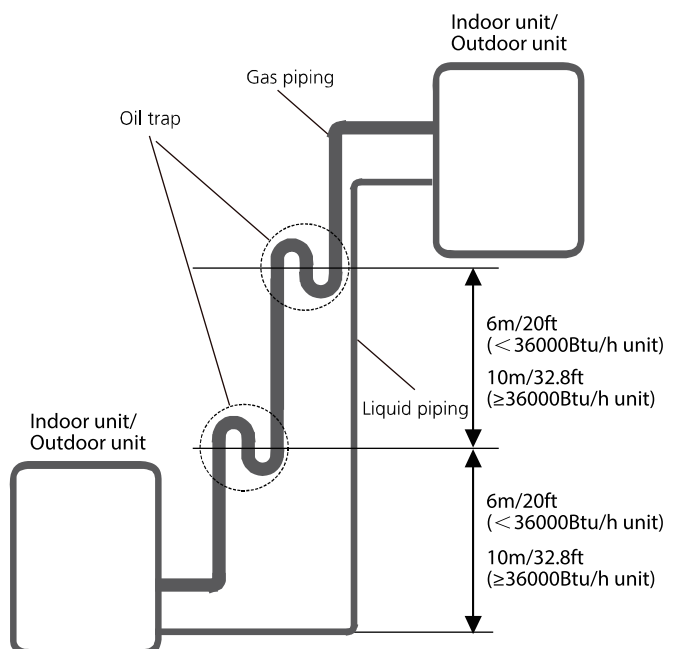 Indoor unit/
Outdoor unit
Gas piping
Oil trap
6m/20ft
(<36000Btu/h unit)
10m/32.8ft
(≥36000Btu/h unit)
Liquid piping
Indoor unit/
Outdoor unit
6m/20ft
(<36000Btu/h unit)
10m/32.8ft
(≥36000Btu/h unit)